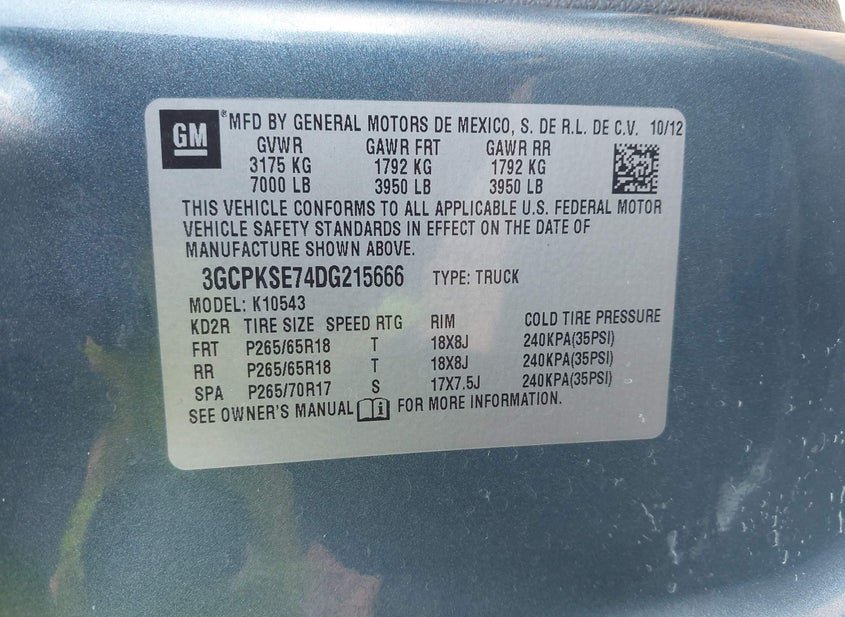 GM
® MFD BY GENERAL MOTORS DE MEXICO, S. DE R.L. DE C.V. 10/12
GVWR GAWR FRT GAWR RR
3175 KG 1792 KG 1792 KG
7000 LB 3950 LB 3950 LB
THIS VEHICLE CONFORMS TO ALL APPLICABLE U.S. FEDERAL MOTOR
VEHICLE SAFETY STANDARDS IN EFFECT ON THE DATE OF
MANUFACTURE SHOWN ABOVE.
3GCPKSE74DG215666 TYPE: TRUCK
MODEL: K10543
KD2R TIRE SIZE SPEED RTG RIM COLD TIRE PRESSURE
FRT P265/65R18 T 18X8J 240KPA(35PSI)
RR P265/65R18 T 18X8J 240KPA(35PSI)
SPA P265/70R17 S 17X7.5J 240KPA(35PSI)
SEE OWNER'S MANUAL i FOR MORE INFORMATION.